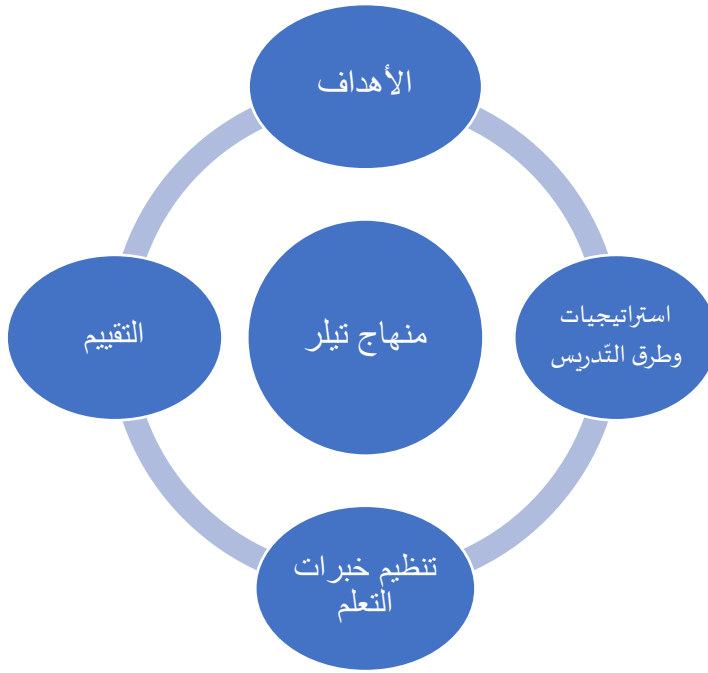 الأهداف
استراتيجيات
وطرق التّدريس
منهاج تيلر
التقييم
تنظيم خبرات
التعلم